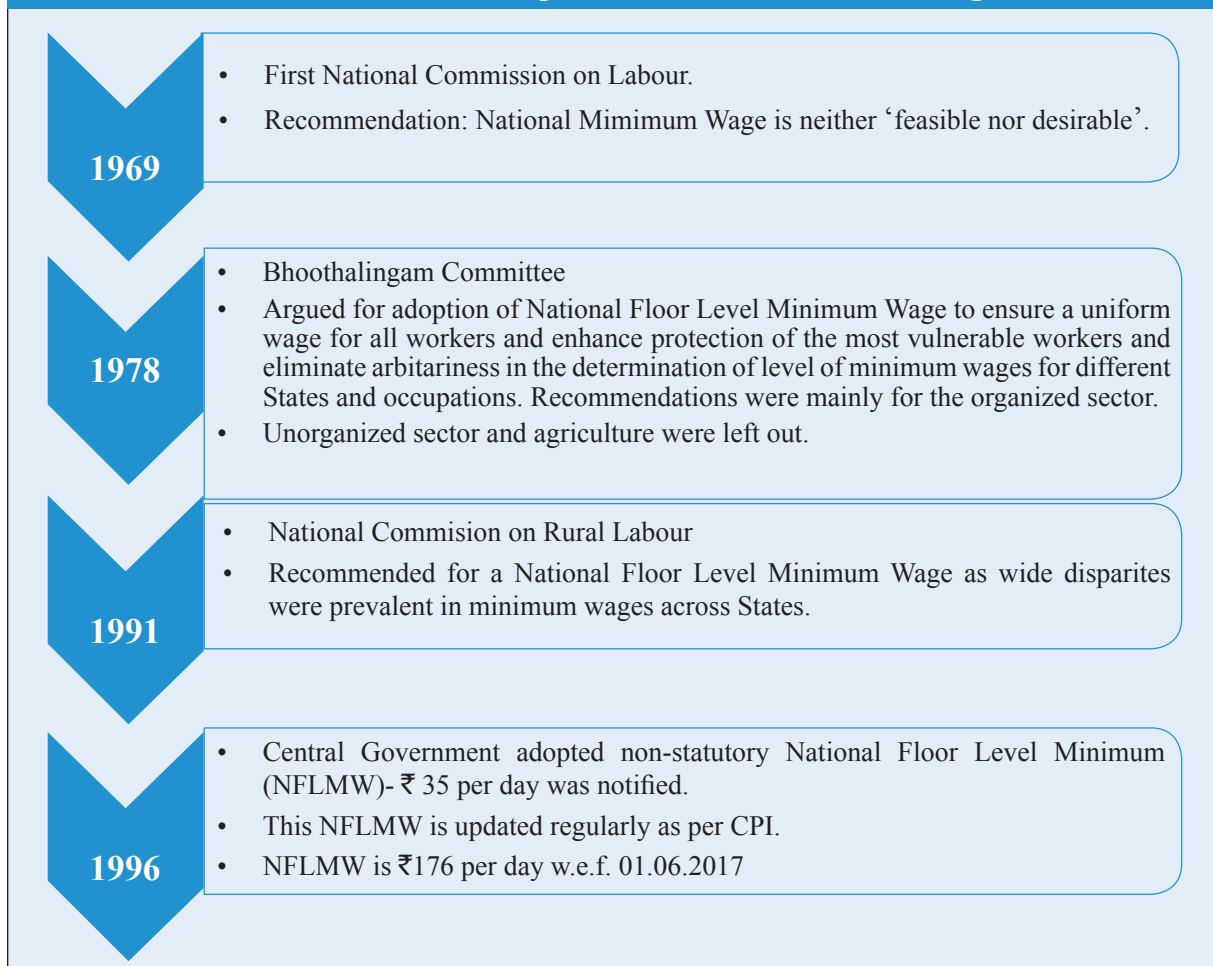 1969
• First National Commission on Labour.
• Recommendation: National Mimimum Wage is neither ‘feasible nor desirable’.
1978
• Bhoothalingam Committee
• Argued for adoption of National Floor Level Minimum Wage to ensure a uniform
wage for all workers and enhance protection of the most vulnerable workers and
eliminate arbitariness in the determination of level of minimum wages for different
States and occupations. Recommendations were mainly for the organized sector.
• Unorganized sector and agriculture were left out.
1991
• National Commision on Rural Labour
• Recommended for a National Floor Level Minimum Wage as wide disparites
were prevalent in minimum wages across States.
1996
• Central Government adopted non-statutory National Floor Level Minimum
(NFLMW)- ₹ 35 per day was notified.
• This NFLMW is updated regularly as per CPI.
• NFLMW is ₹176 per day w.e.f. 01.06.2017